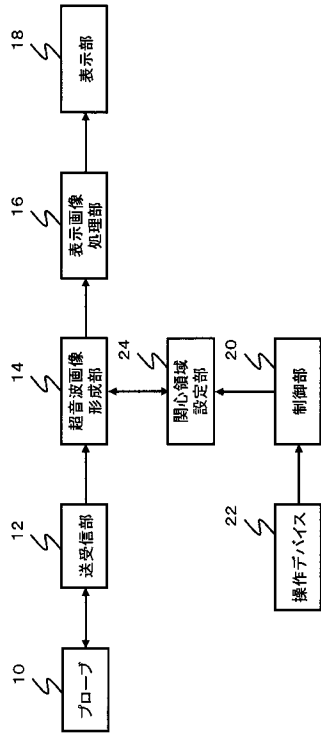 10
プローブ
12
送受信部
14
超音波画像
形成部
16
表示画像
処理部
18
表示部
24
関心領域
設定部
20
制御部
22
操作デバイス